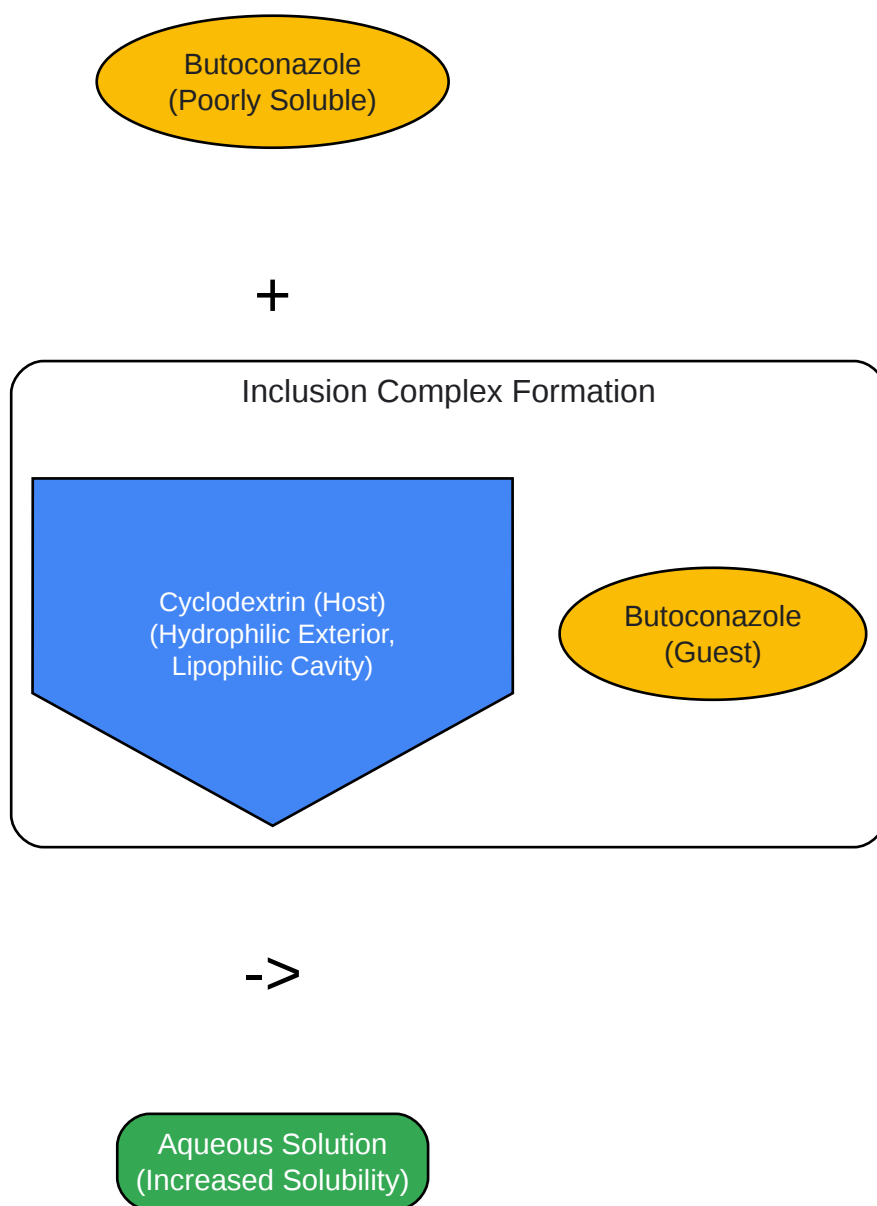 Butoconazole
(Poorly Soluble)
+
Inclusion Complex Formation
Cyclodextrin (Host)
(Hydrophilic Exterior,
Lipophilic Cavity)
Butoconazole
(Guest)
->
Aqueous Solution
(Increased Solubility)